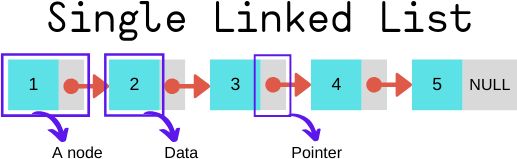 Single Linked List
1 2 3 4 5 NULL
A node Data Pointer